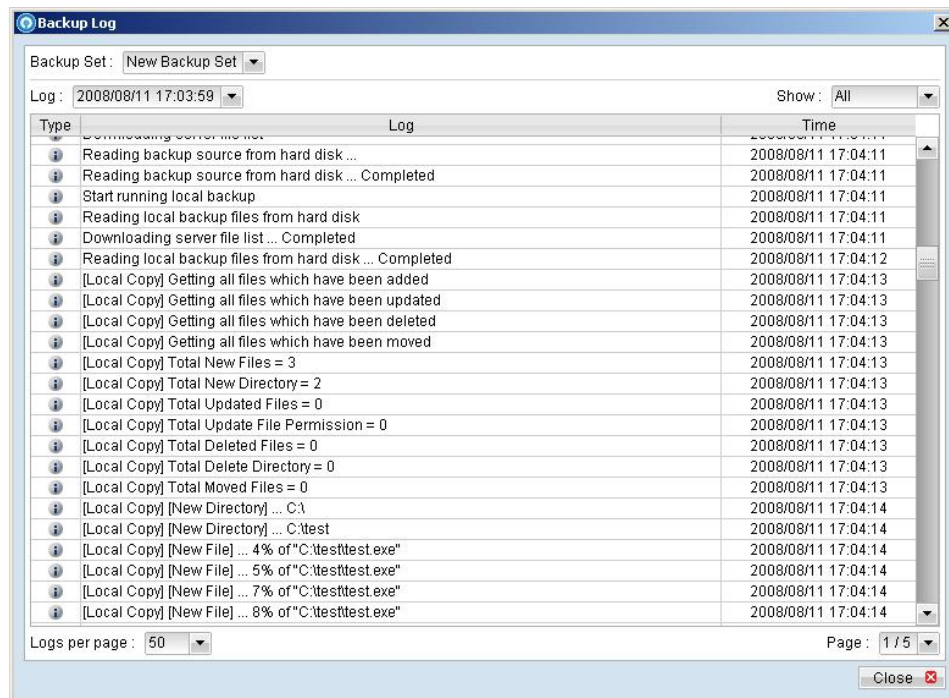 Backup Log
Backup Set : New Backup Set
Log : 2008/08/11 17:03:59 Show : All
Type Log Time
Downloading server file list 2008/08/11 17:04:11
Reading backup source from hard disk ... 2008/08/11 17:04:11
Reading backup source from hard disk ... Completed 2008/08/11 17:04:11
Start running local backup 2008/08/11 17:04:11
Reading local backup files from hard disk 2008/08/11 17:04:11
Downloading server file list ... Completed 2008/08/11 17:04:11
Reading local backup files from hard disk ... Completed 2008/08/11 17:04:12
[Local Copy] Getting all files which have been added 2008/08/11 17:04:13
[Local Copy] Getting all files which have been updated 2008/08/11 17:04:13
[Local Copy] Getting all files which have been deleted 2008/08/11 17:04:13
[Local Copy] Getting all files which have been moved 2008/08/11 17:04:13
[Local Copy] Total New Files = 3 2008/08/11 17:04:13
[Local Copy] Total New Directory = 2 2008/08/11 17:04:13
[Local Copy] Total Updated Files = 0 2008/08/11 17:04:13
[Local Copy] Total Update File Permission = 0 2008/08/11 17:04:13
[Local Copy] Total Deleted Files = 0 2008/08/11 17:04:13
[Local Copy] Total Delete Directory = 0 2008/08/11 17:04:13
[Local Copy] Total Moved Files = 0 2008/08/11 17:04:13
[Local Copy] [New Directory] ... C:\ 2008/08/11 17:04:14
[Local Copy] [New Directory] ... C:\test 2008/08/11 17:04:14
[Local Copy] [New File] ... 4% of "C:\test\test.exe" 2008/08/11 17:04:14
[Local Copy] [New File] ... 5% of "C:\test\test.exe" 2008/08/11 17:04:14
[Local Copy] [New File] ... 7% of "C:\test\test.exe" 2008/08/11 17:04:14
[Local Copy] [New File] ... 8% of "C:\test\test.exe" 2008/08/11 17:04:14
Logs per page : 50 Page : 1 / 5
Close